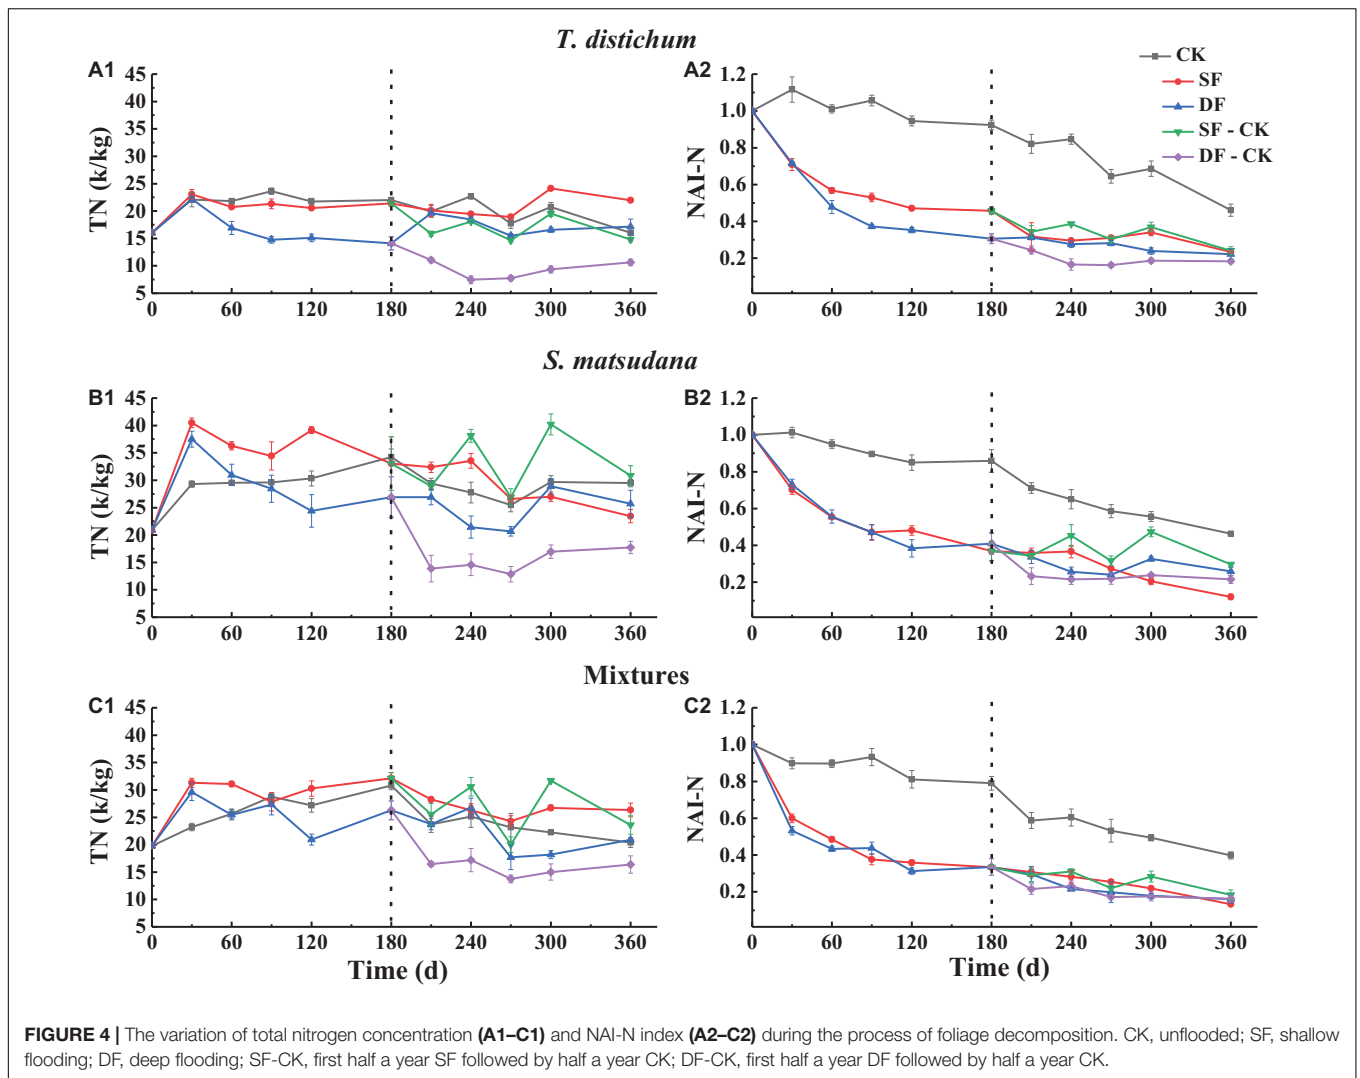 T. distichum
A1
45
40
35
30
25
20
15
10
5
TN (k/kg)
0 60 120 180 240 300 360
A2
1.2
1.0
0.8
0.6
0.4
0.2
NAI-N
0 60 120 180 240 300 360
CK
SF
DF
SF - CK
DF - CK
S. matsudana
B1
45
40
35
30
25
20
15
10
5
TN (k/kg)
0 60 120 180 240 300 360
B2
1.2
1.0
0.8
0.6
0.4
0.2
NAI-N
0 60 120 180 240 300 360
Mixtures
C1
45
40
35
30
25
20
15
10
5
TN (k/kg)
0 60 120 180 240 300 360
Time (d)
C2
1.2
1.0
0.8
0.6
0.4
0.2
NAI-N
0 60 120 180 240 300 360
Time (d)
FIGURE 4 | The variation of total nitrogen concentration (A1–C1) and NAI-N index (A2–C2) during the process of foliage decomposition. CK, unflooded; SF, shallow
flooding; DF, deep flooding; SF-CK, first half a year SF followed by half a year CK; DF-CK, first half a year DF followed by half a year CK.